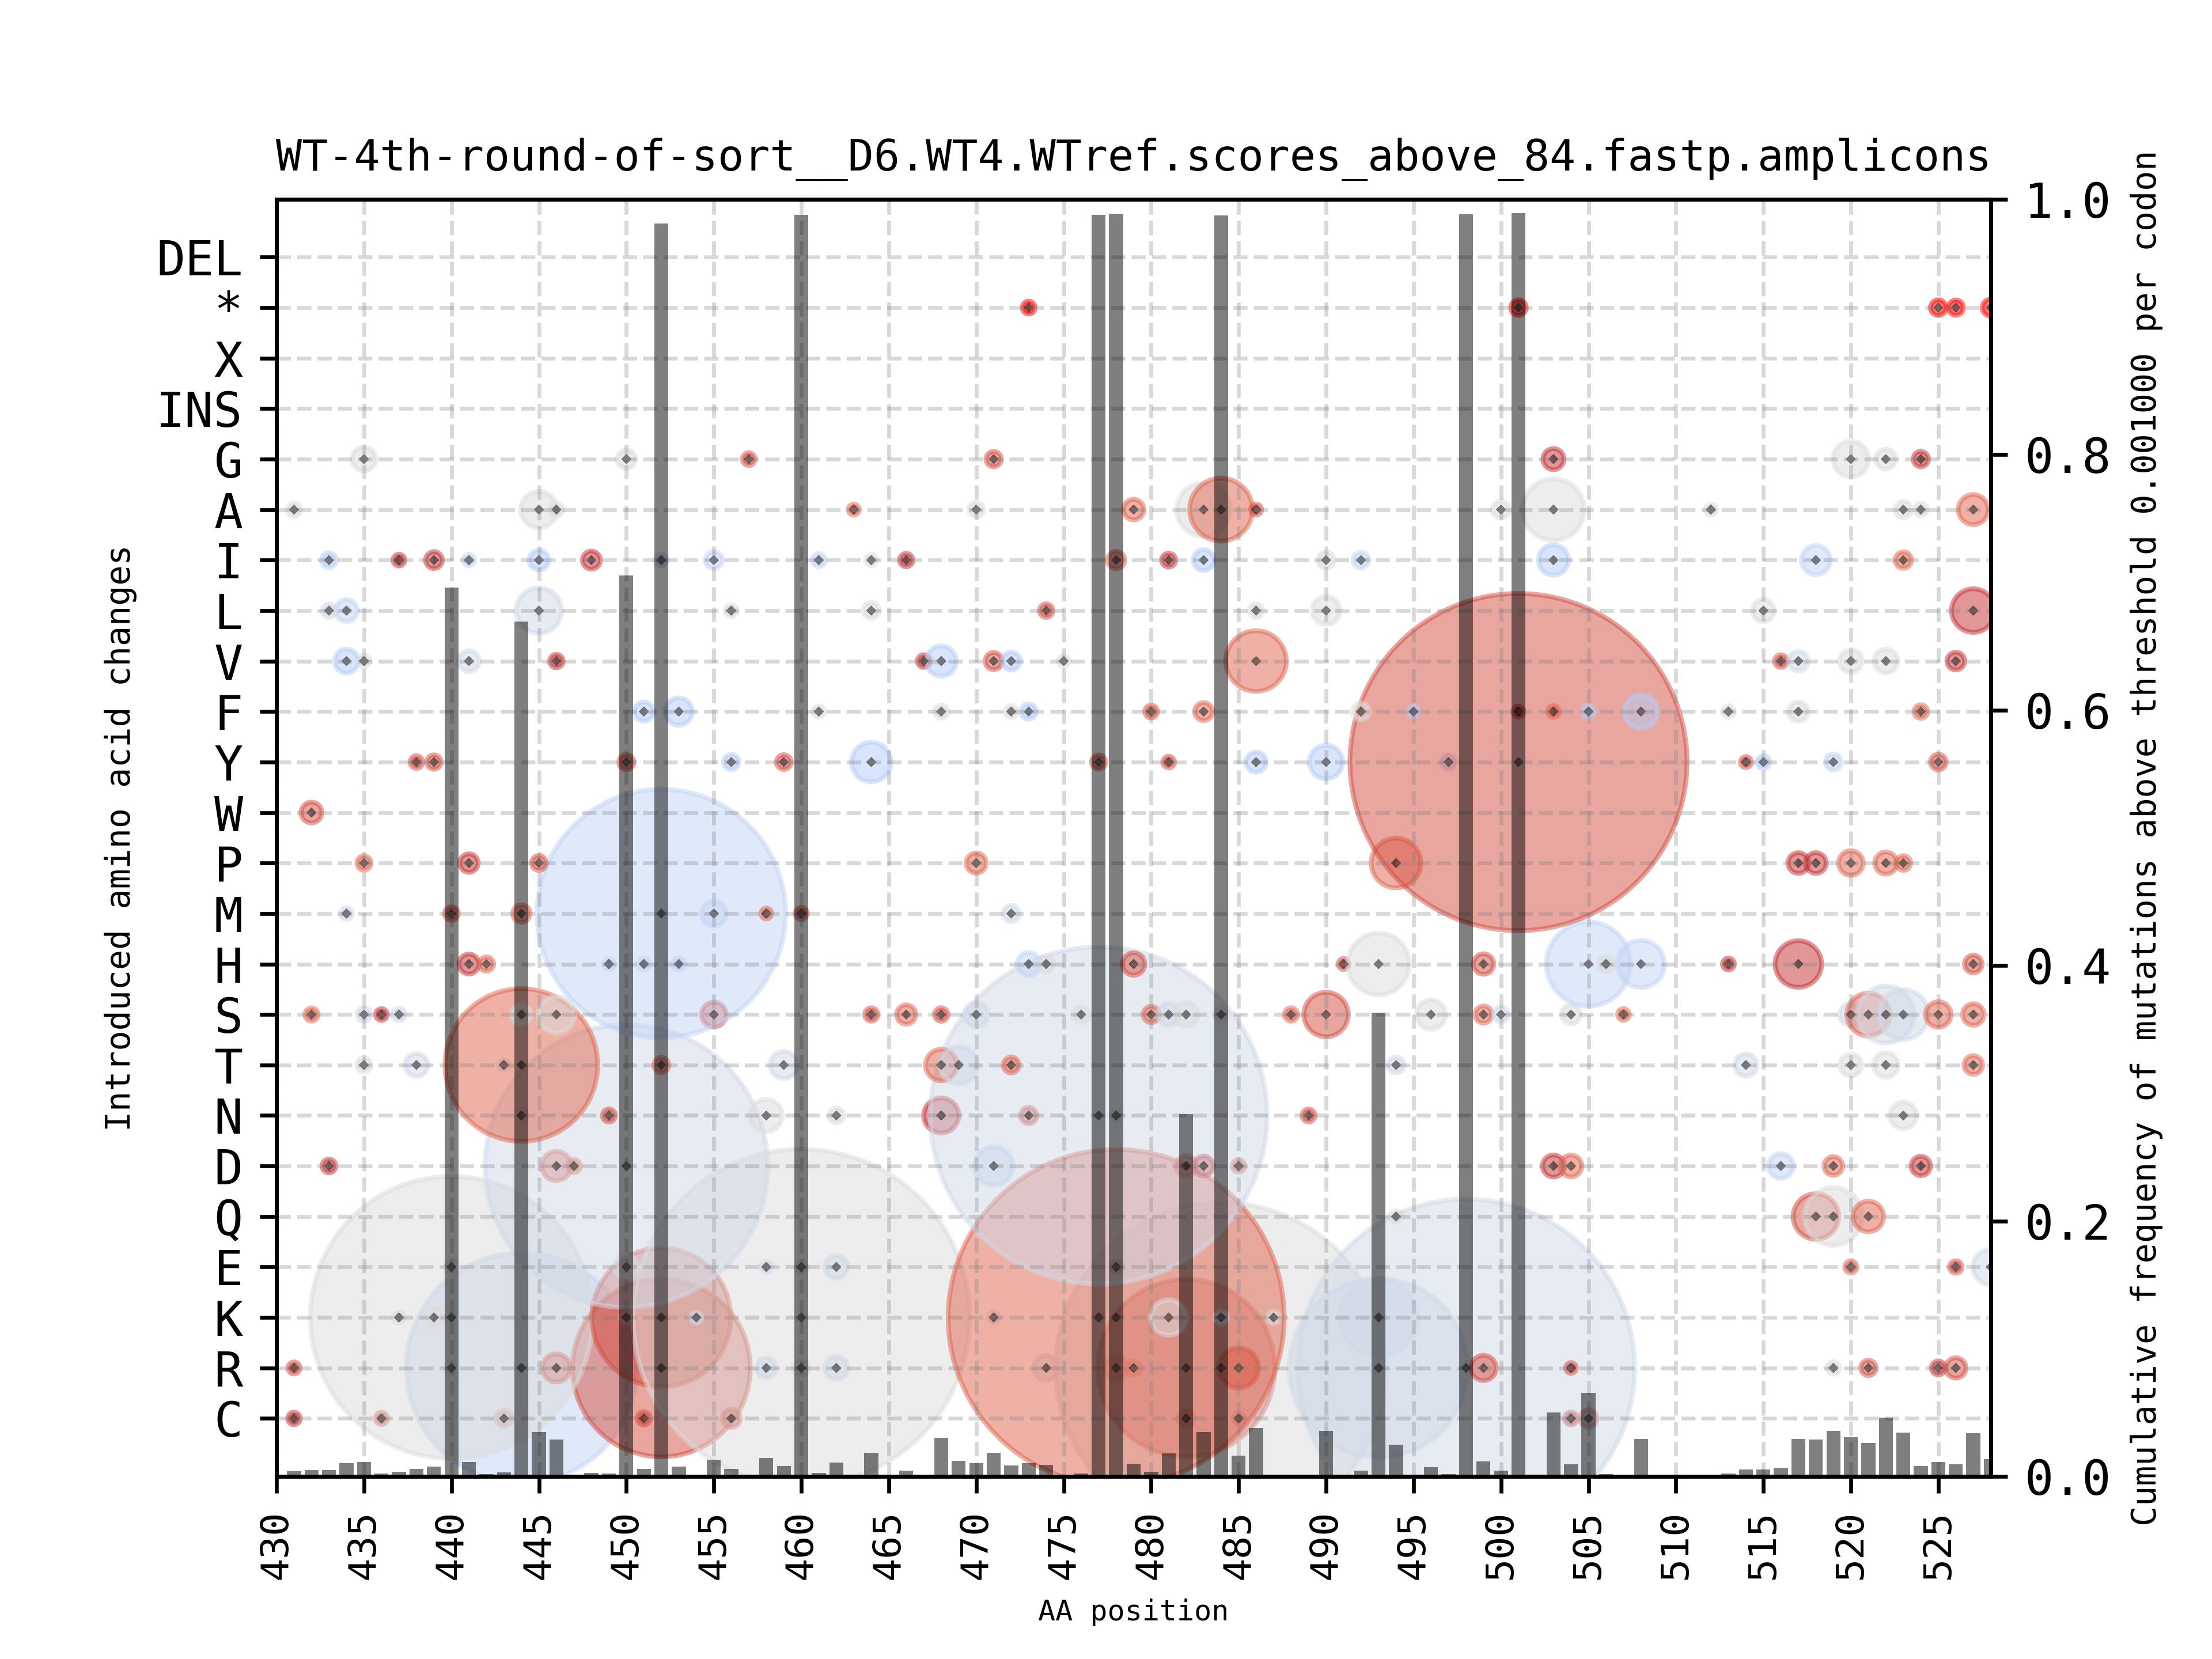 WT-4th-round-of-sort__D6.WT4.WTref.scores_above_84.fastp.amplicons
Introduced amino acid changes
DEL
*
X
INS
G
A
I
L
V
F
Y
W
P
M
H
S
T
N
D
Q
E
K
R
C
1.0
0.8
0.6
0.4
0.2
0.0
Cumulative frequency of mutations above threshold 0.001000 per codon
430 435 440 445 450 455 460 465 470 475 480 485 490 495 500 505 510 515 520 525
AA position